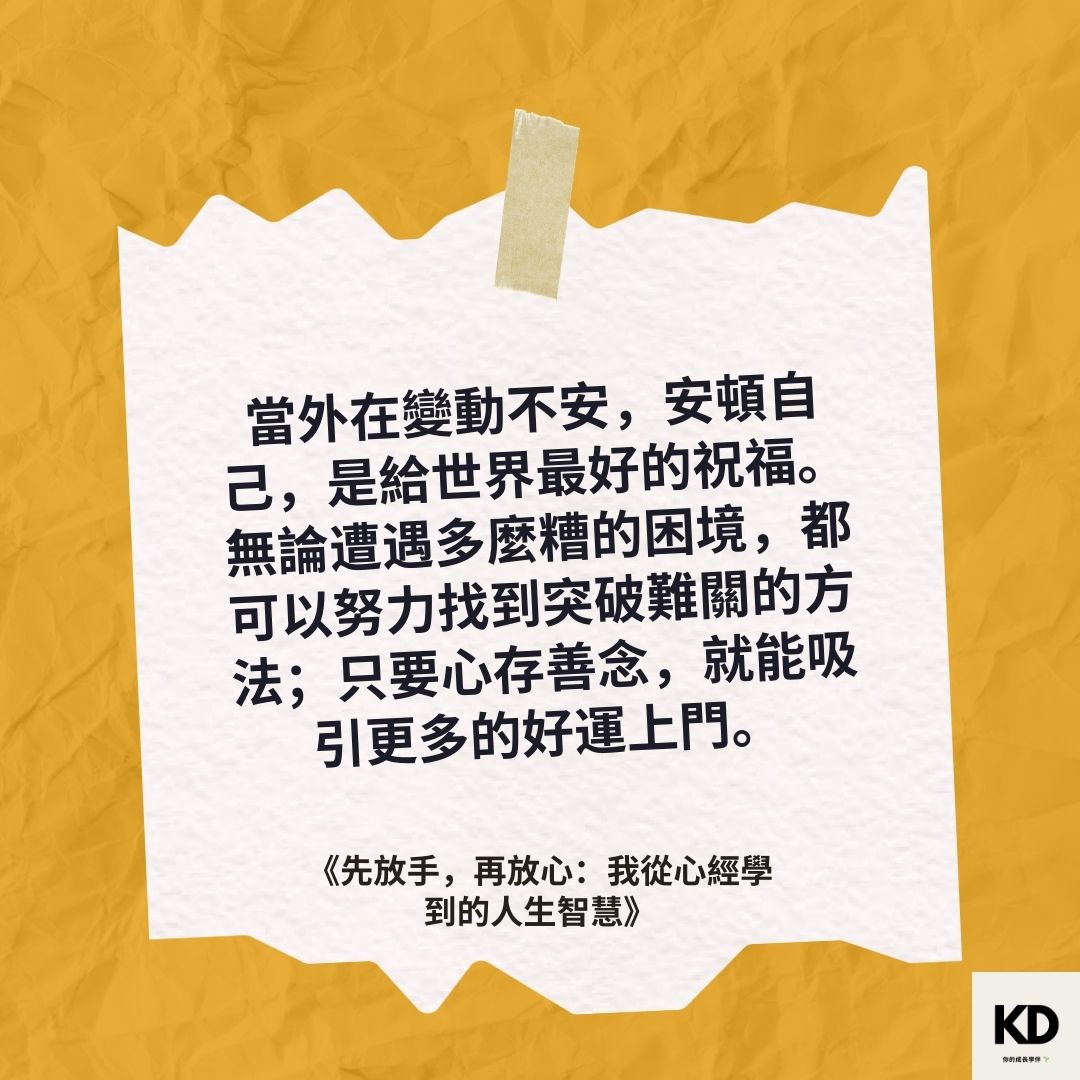 當外在變動不安，安頓自
己，是給世界最好的祝福。
無論遭遇多麼糟的困境，都
可以努力找到突破難關的方
法；只要心存善念，就能吸
引更多的好運上門。
《先放手，再放心：我從心經學
到的人生智慧》
KD
你的成長學伴